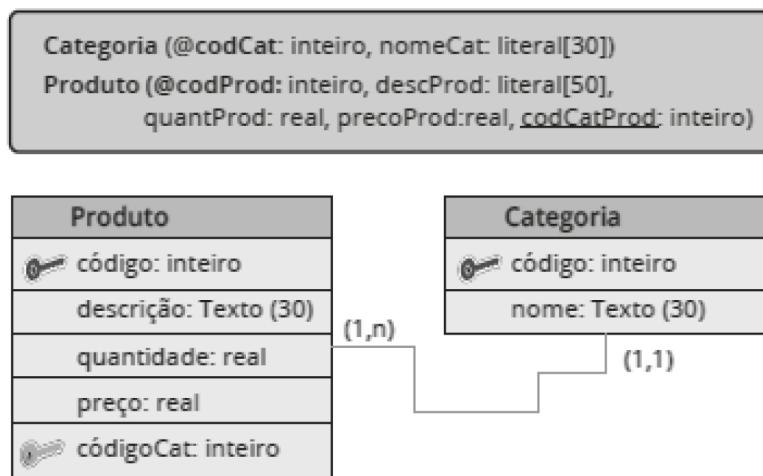 Categoria (@codCat: inteiro, nomeCat: literal[30])
Produto (@codProd: inteiro, descProd: literal[50],
quantProd: real, precoProd:real, codCatProd: inteiro)
Produto
código: inteiro
descrição: Texto (30)
quantidade: real
preço: real
códigoCat: inteiro
(1,n)
Categoria
código: inteiro
nome: Texto (30)
(1,1)